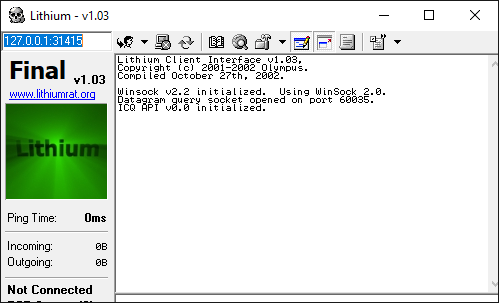 Lithium - v1.03
127.0.0.1:31415
Final v1.03
www.lithiumrat.org
Lithium
Ping Time: 0ms
Incoming: 0B
Outgoing: 0B
Not Connected
Lithium Client Interface v1.03,
Copyright (c) 2001-2002 Olympus.
Compiled October 27th, 2002.
Winsock v2.2 initialized.  Using WinSock 2.0.
Datagram query socket opened on port 60035.
ICQ API v0.0 initialized.